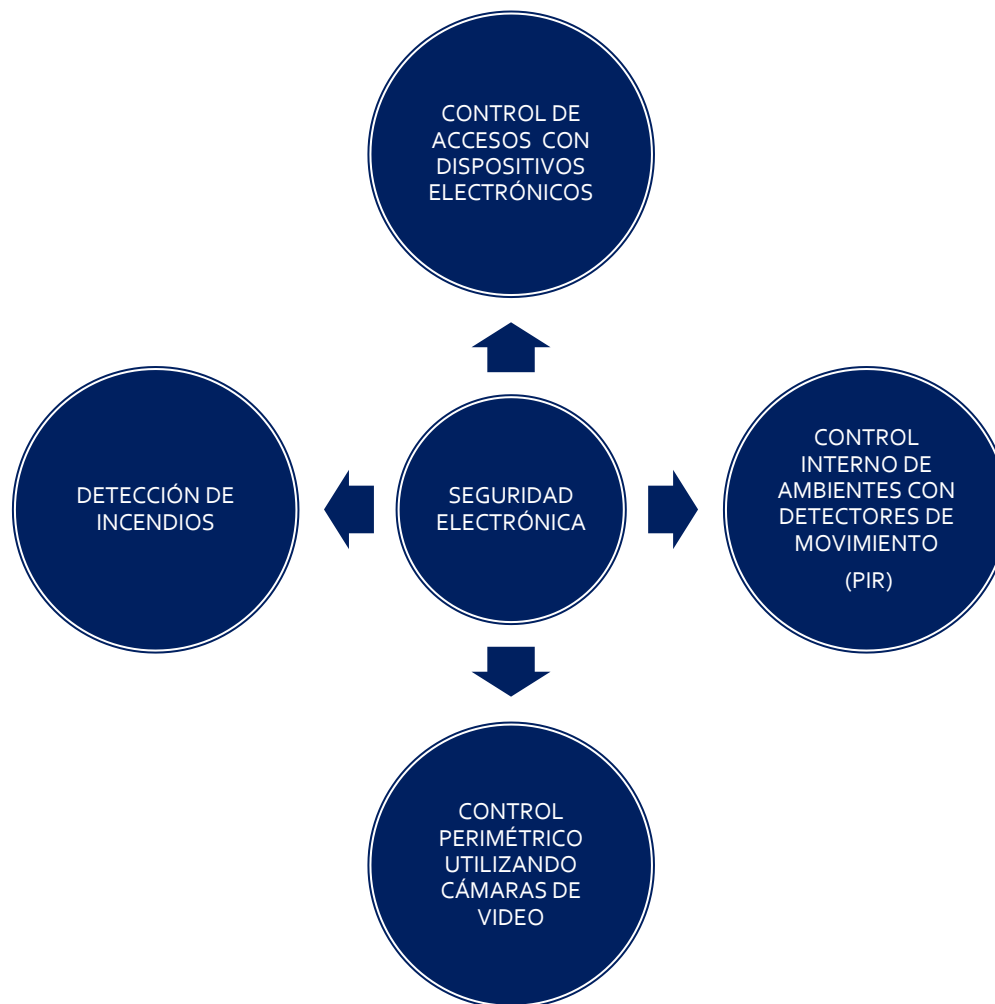 CONTROL DE
ACCESOS CON
DISPOSITIVOS
ELECTRÓNICOS
DETECCIÓN DE
INCENDIOS
SEGURIDAD
ELECTRÓNICA
CONTROL
INTERNO DE
AMBIENTES CON
DETECTORES DE
MOVIMIENTO
(PIR)
CONTROL
PERIMÉTRICO
UTILIZANDO
CÁMARAS DE
VIDEO